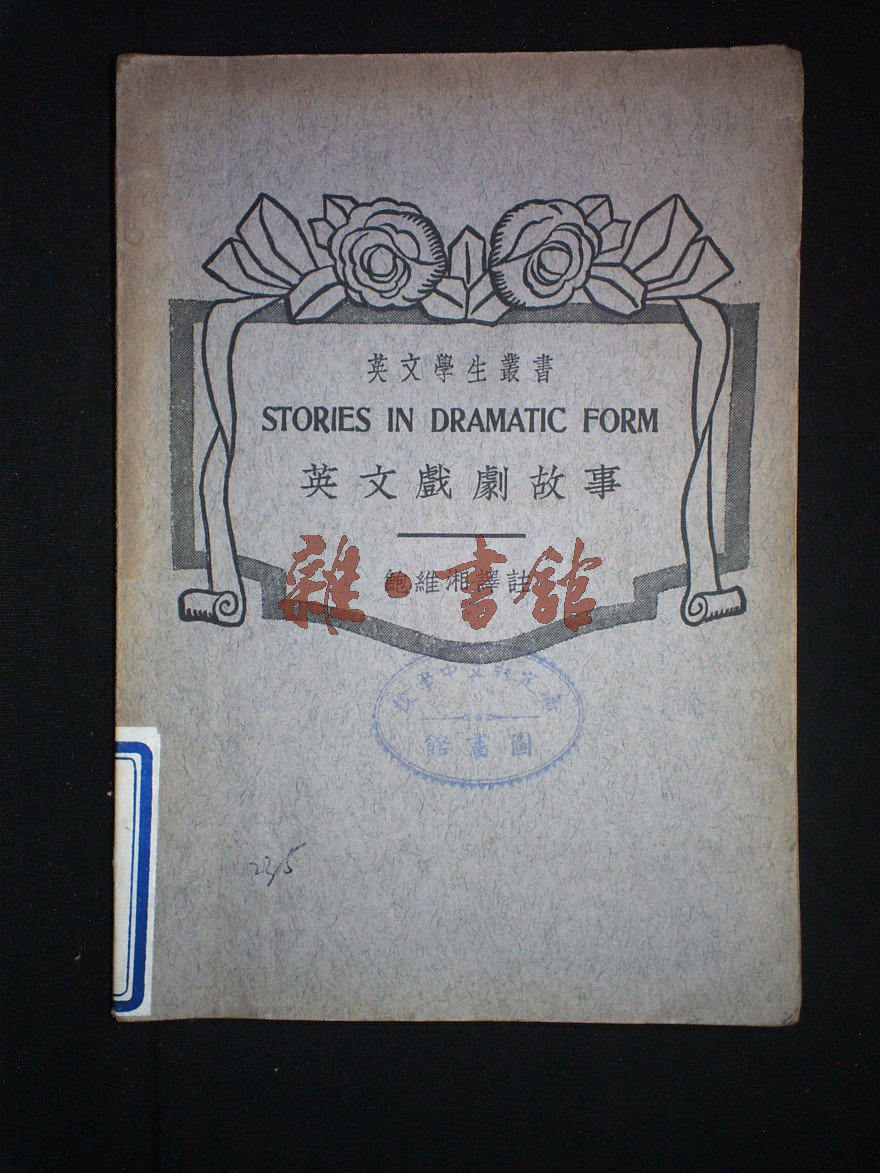 英文學生叢書
STORIES IN DRAMATIC FORM
英文戲劇故事
鮑維湘譯註
雜·書舘
圖書館